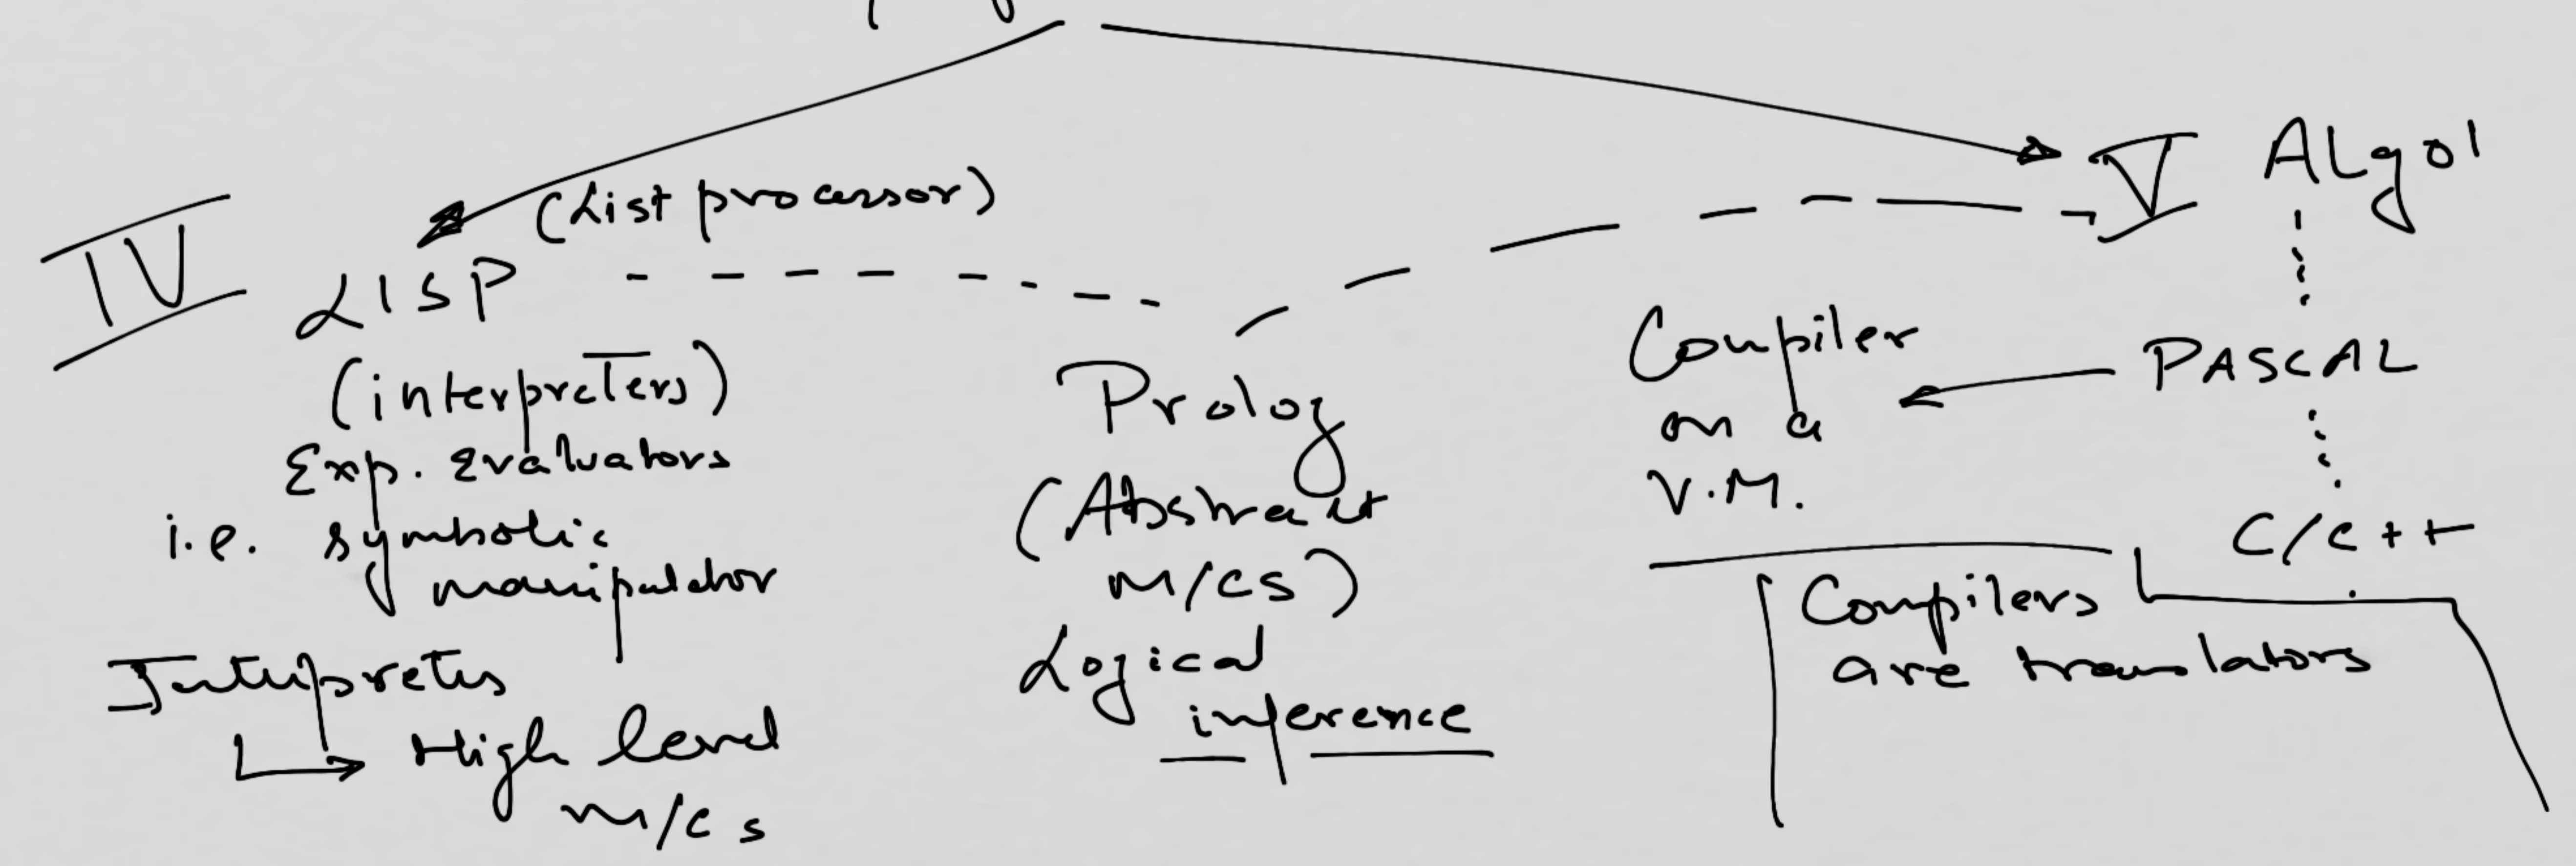 IV
LISP
(List processor)
(interpreters)
Exp. Evaluators
i.e. symbolic
manipulator
Interpreters
High level
m/cs
Prolog
(Abstract
m/cs)
Logical
inference
V Algol
PASCAL
Compiler
on a
V.M.
C/C++
Compilers
are translators